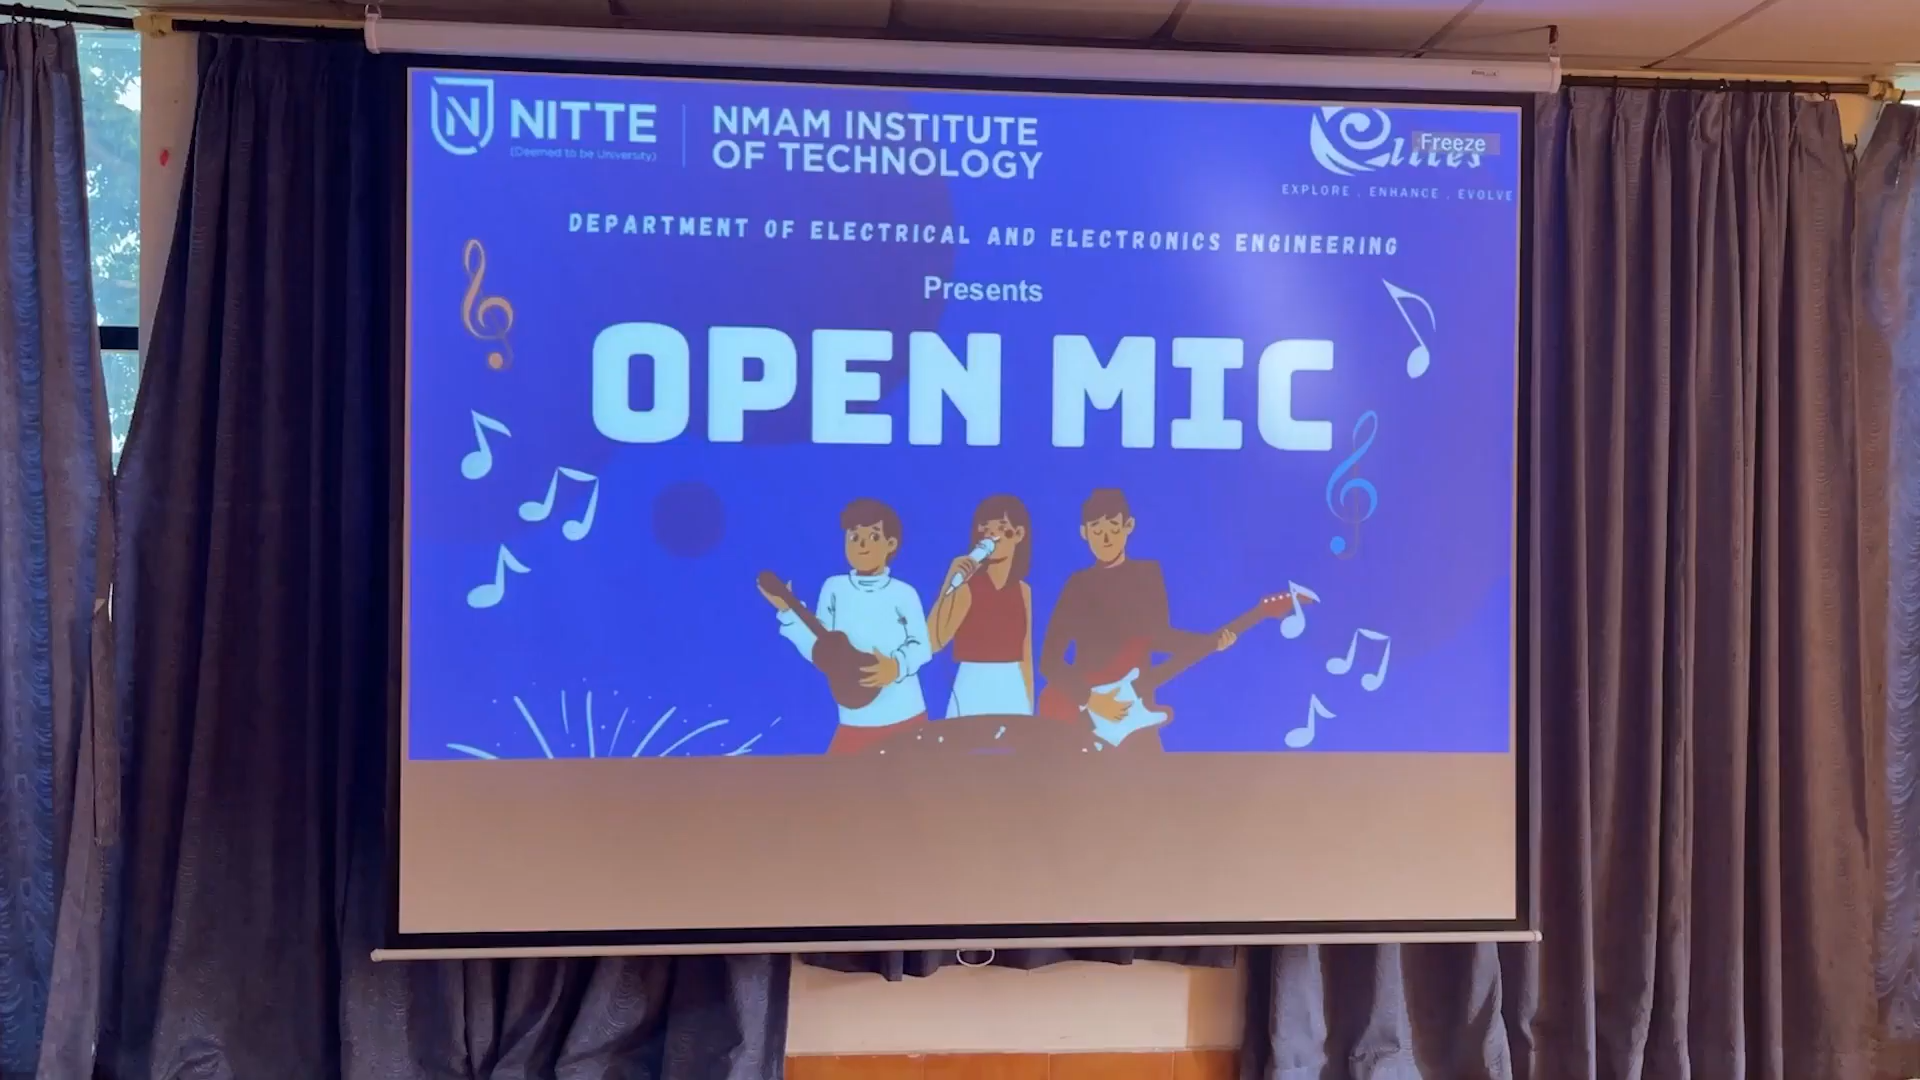 NITTE
(Deemed to be University)
NMAM INSTITUTE
OF TECHNOLOGY
Elites
Freeze
EXPLORE . ENHANCE . EVOLVE
DEPARTMENT OF ELECTRICAL AND ELECTRONICS ENGINEERING
Presents
OPEN MIC